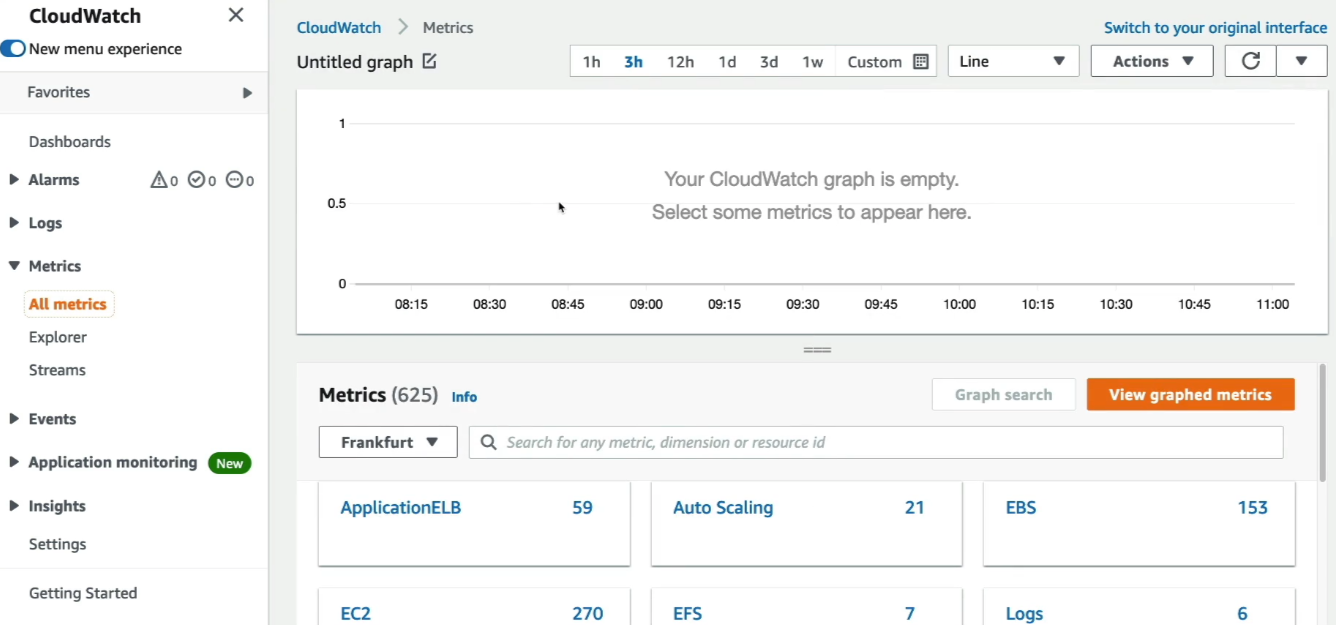 CloudWatch
New menu experience
Favorites
Dashboards
Alarms 0 0 0
Logs
Metrics
All metrics
Explorer
Streams
Events
Application monitoring New
Insights
Settings
Getting Started
CloudWatch Metrics
Switch to your original interface
Untitled graph
1h 3h 12h 1d 3d 1w Custom
Line
Actions
1
0.5
0
Your CloudWatch graph is empty.
Select some metrics to appear here.
08:15 08:30 08:45 09:00 09:15 09:30 09:45 10:00 10:15 10:30 10:45 11:00
Metrics (625) Info
Graph search
View graphed metrics
Frankfurt
Search for any metric, dimension or resource id
ApplicationELB 59
Auto Scaling 21
EBS 153
EC2 270
EFS 7
Logs 6